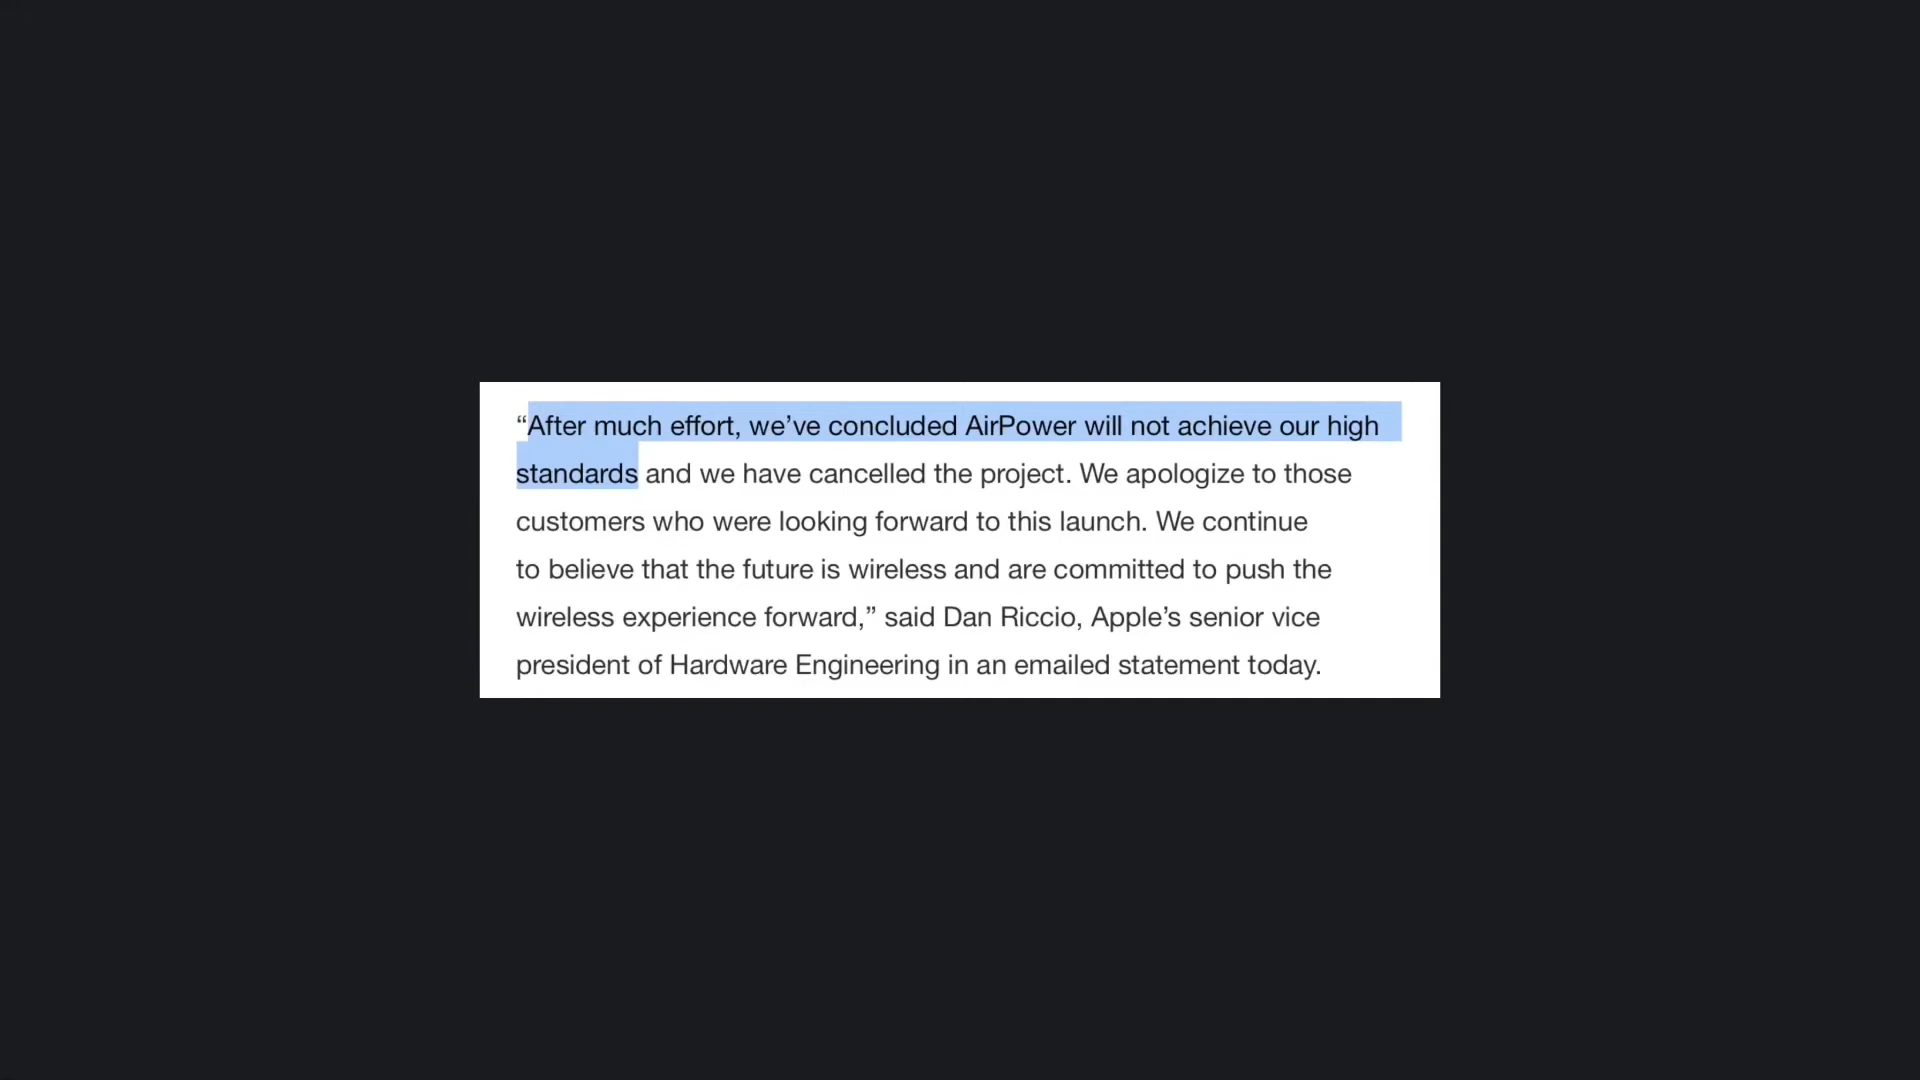 “After much effort, we’ve concluded AirPower will not achieve our high
standards and we have cancelled the project. We apologize to those
customers who were looking forward to this launch. We continue
to believe that the future is wireless and are committed to push the
wireless experience forward,” said Dan Riccio, Apple’s senior vice
president of Hardware Engineering in an emailed statement today.